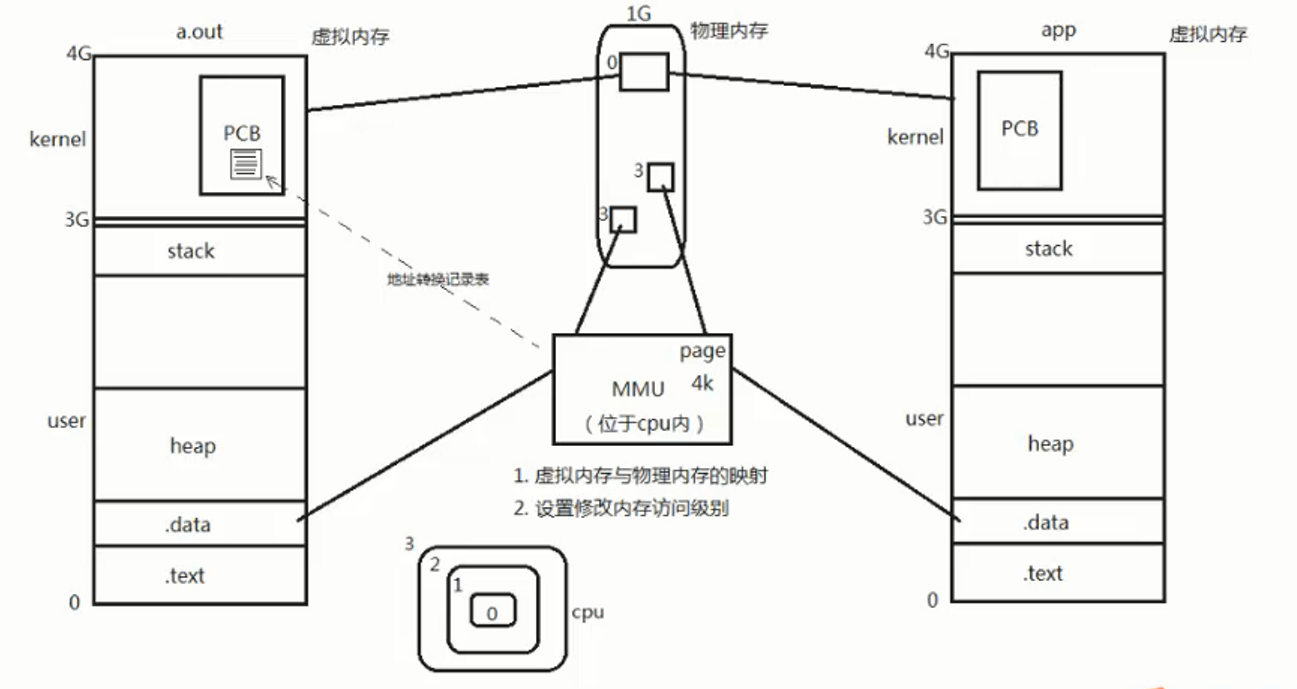 a.out
虚拟内存
4G
kernel
PCB
3G
stack
user
heap
.data
.text
0
地址转换记录表
1G
物理内存
0
3
3
page
4k
MMU
（位于cpu内）
1. 虚拟内存与物理内存的映射
2. 设置修改内存访问级别
3
2
1
0
cpu
app
虚拟内存
4G
kernel
PCB
3G
stack
user
heap
.data
.text
0